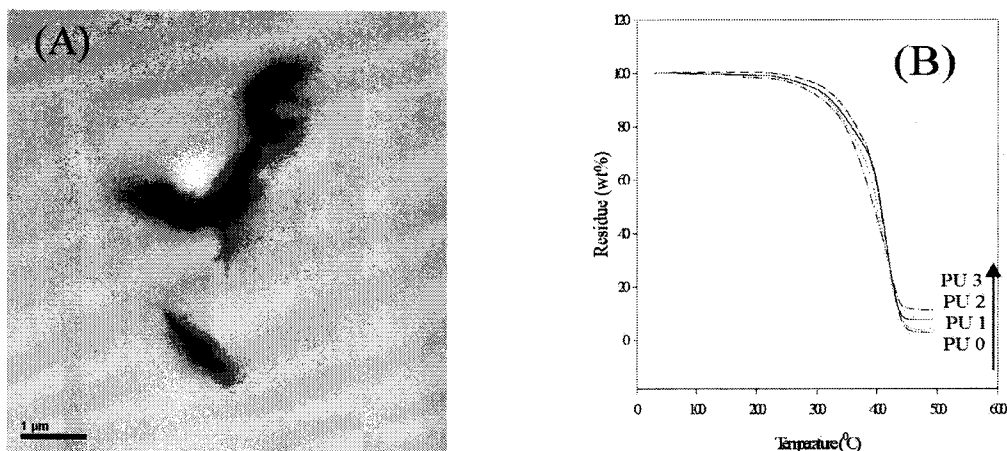 (A)
1 µm
(B)
120
100
80
60
40
20
0
Residue (wt%)
PU 3
PU 2
PU 1
PU 0
0 100 200 300 400 500 600
Temperature (⁰C)